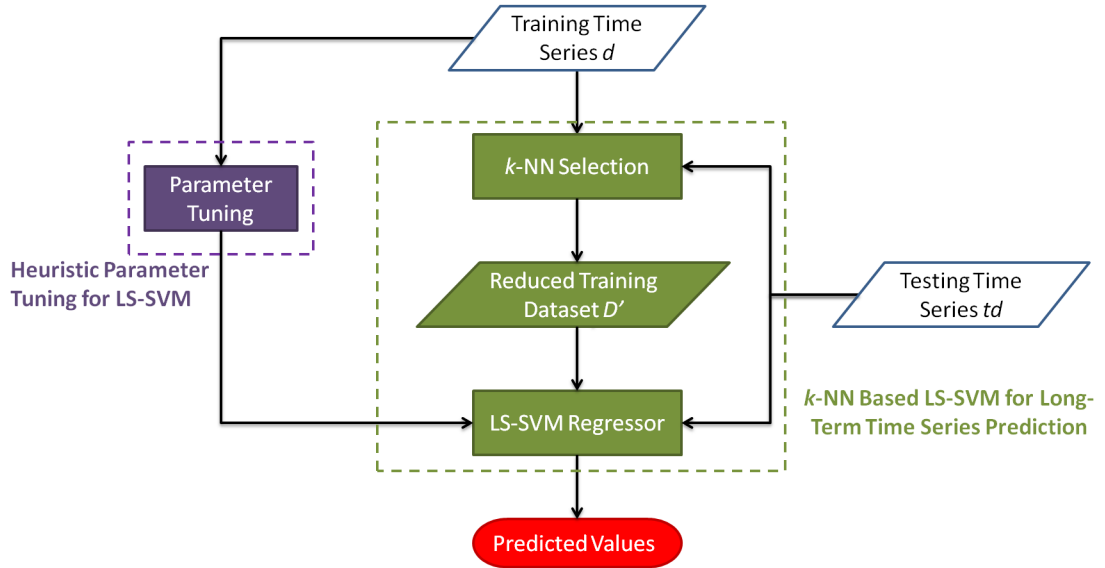 Training Time
Series d
k-NN Selection
Parameter
Tuning
Heuristic Parameter
Tuning for LS-SVM
Reduced Training
Dataset D’
Testing Time
Series td
LS-SVM Regressor
k-NN Based LS-SVM for Long-
Term Time Series Prediction
Predicted Values